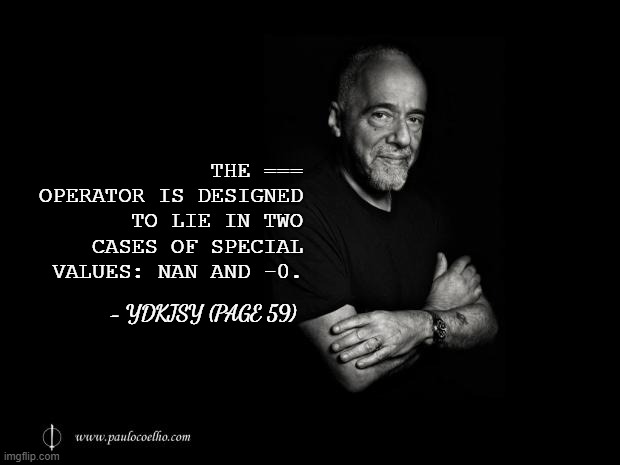 THE ===
OPERATOR IS DESIGNED
TO LIE IN TWO
CASES OF SPECIAL
VALUES: NAN AND -0.
- YDKJSY (PAGE 59)
www.paulocoelho.com
imgflip.com